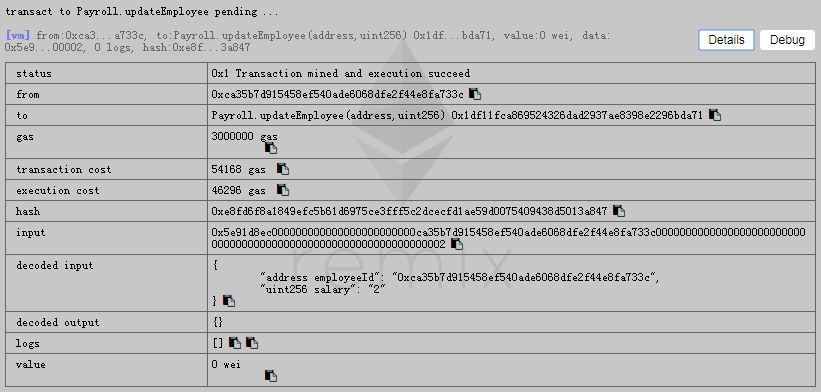 transact to Payroll.updateEmployee pending ...
[vm] from:0xca3...a733c, to:Payroll.updateEmployee(address,uint256) 0x1df...bda71, value:0 wei, data:
0x5e9...00002, 0 logs, hash:0xe8f...3a847
Details
Debug
status 0x1 Transaction mined and execution succeed
from 0xca35b7d915458ef540ade6068dfe2f44e8fa733c
to Payroll.updateEmployee(address,uint256) 0x1df11fca869524326dad2937ae8398e2296bda71
gas 3000000 gas
transaction cost 54168 gas
execution cost 46296 gas
hash 0xe8fd6f8a1849efc5b61d6975ce3fff5c2dcecfd1ae59d0075409438d5013a847
input 0x5e91d8ec000000000000000000000000ca35b7d915458ef540ade6068dfe2f44e8fa733c00000000000000000000000000
00000000000000000000000000000000000002
decoded input {
"address employeeId": "0xca35b7d915458ef540ade6068dfe2f44e8fa733c",
"uint256 salary": "2"
}
decoded output {}
logs []
value 0 wei
remix